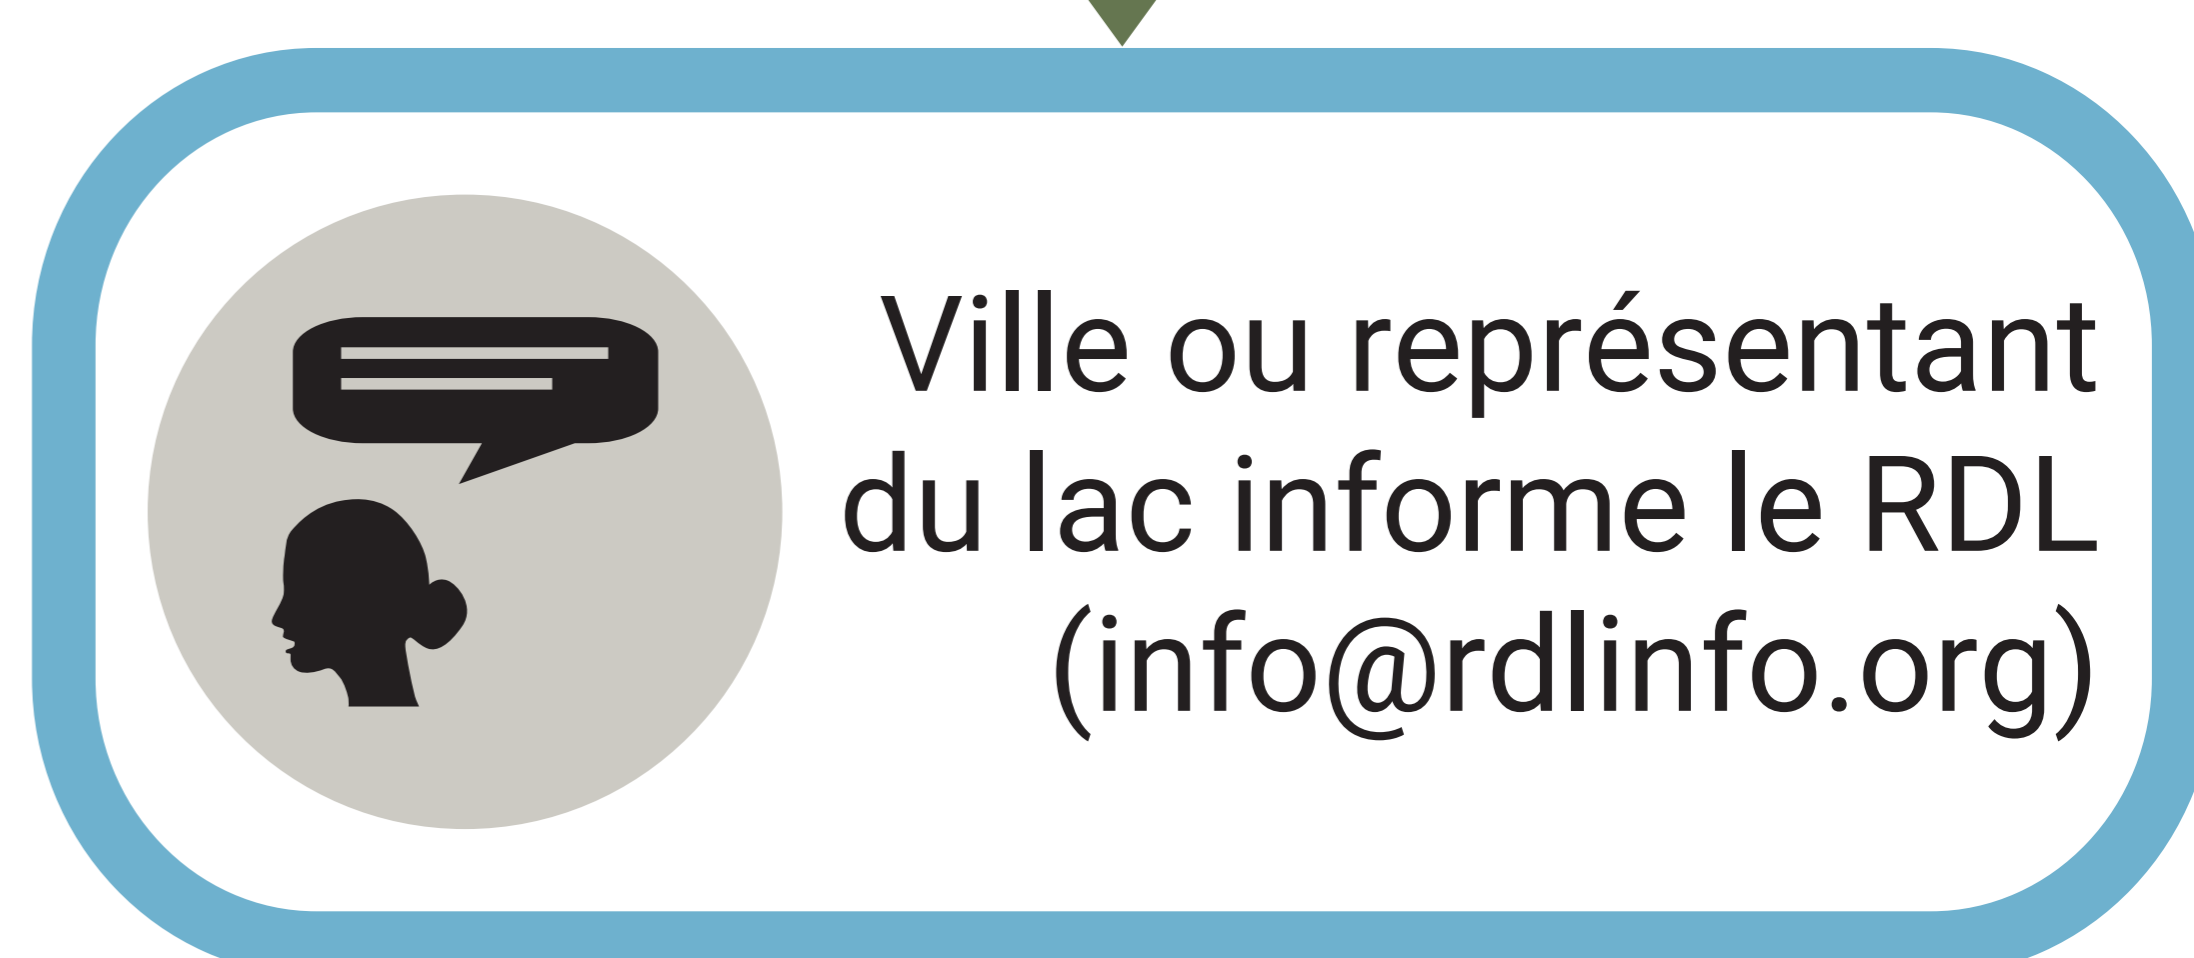 Ville ou représentant
du lac informe le RDL
(info@rdlinfo.org)